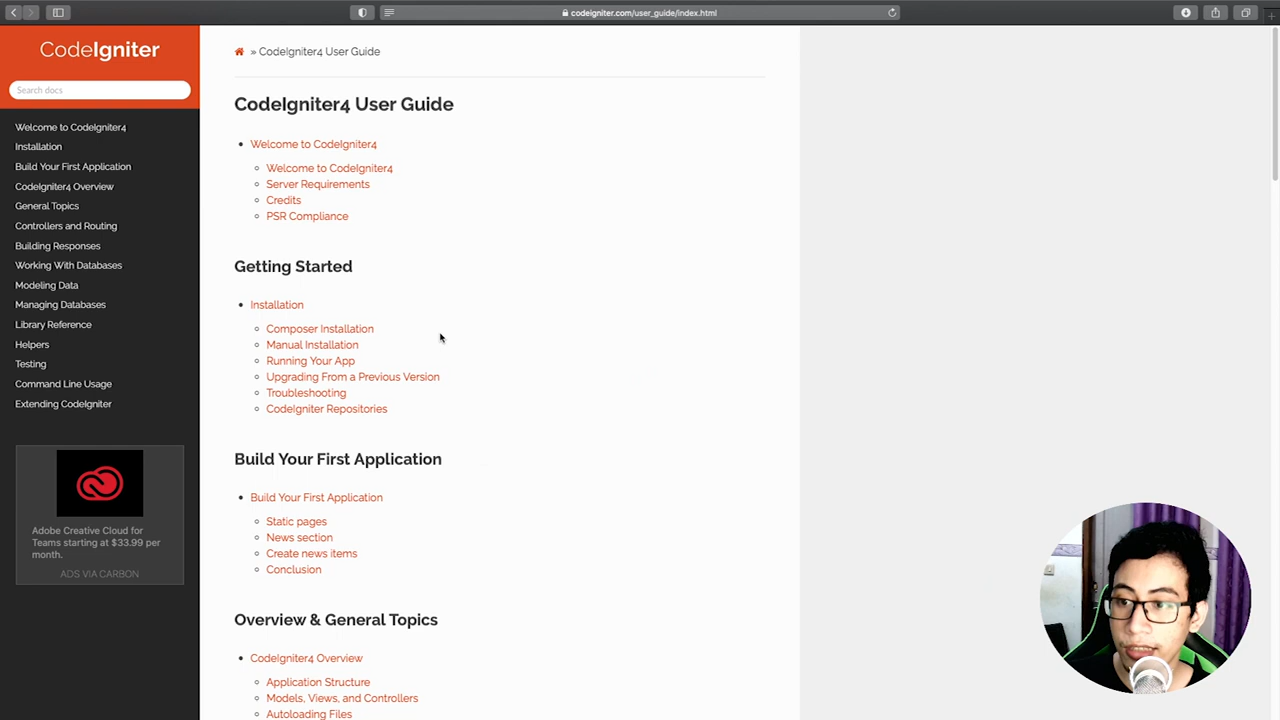 codeigniter.com/user_guide/index.html
CodeIgniter
Search docs
Welcome to CodeIgniter4
Installation
Build Your First Application
CodeIgniter4 Overview
General Topics
Controllers and Routing
Building Responses
Working With Databases
Modeling Data
Managing Databases
Library Reference
Helpers
Testing
Command Line Usage
Extending CodeIgniter
Adobe Creative Cloud for
Teams starting at $33.99 per
month.
ADS VIA CARBON
» CodeIgniter4 User Guide
CodeIgniter4 User Guide
Welcome to CodeIgniter4
Welcome to CodeIgniter4
Server Requirements
Credits
PSR Compliance
Getting Started
Installation
Composer Installation
Manual Installation
Running Your App
Upgrading From a Previous Version
Troubleshooting
CodeIgniter Repositories
Build Your First Application
Build Your First Application
Static pages
News section
Create news items
Conclusion
Overview & General Topics
CodeIgniter4 Overview
Application Structure
Models, Views, and Controllers
Autoloading Files